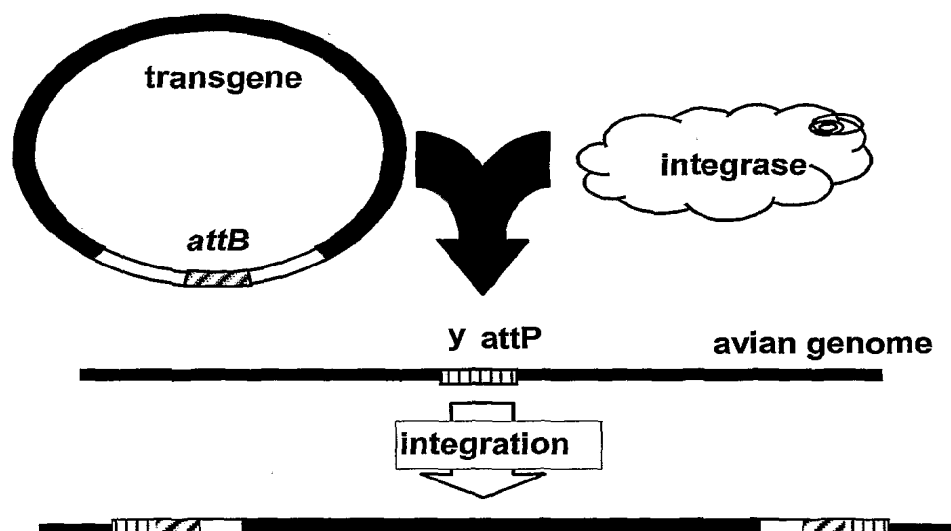 transgene
integrase
attB
y attP
avian genome
integration